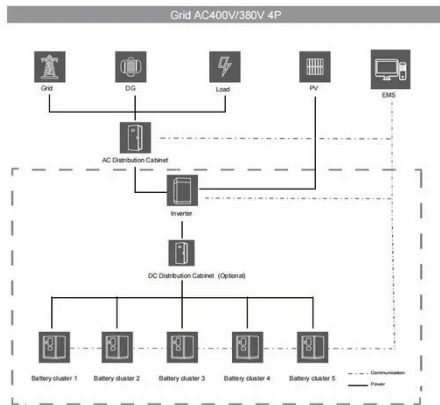 Grid AC400V/380V 4P
Grid
DG
Load
PV
EMS
AC Distribution Cabinet
Inverter
DC Distribution Cabinet (Optional)
Battery cluster 1
Battery cluster 2
Battery cluster 3
Battery cluster 4
Battery cluster 5
Communication
Power